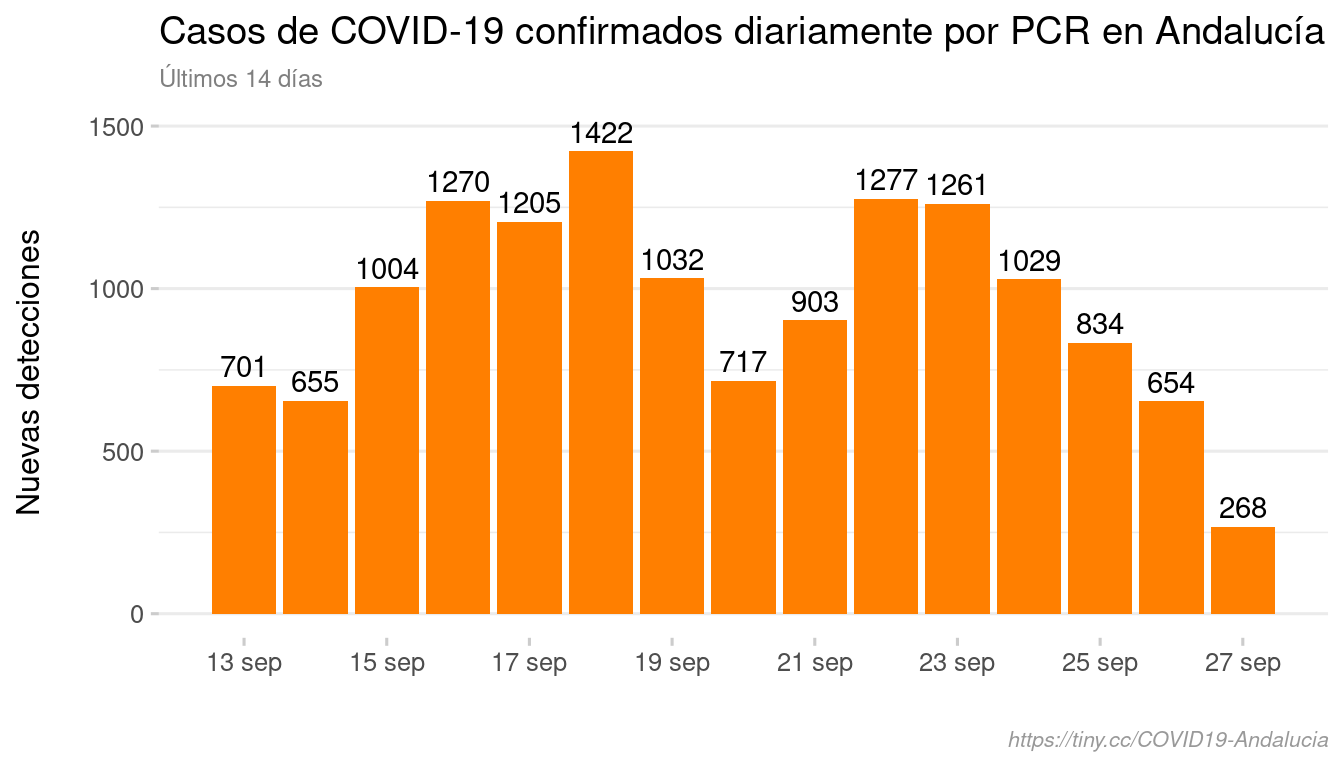 Casos de COVID-19 confirmados diariamente por PCR en Andalucía
Últimos 14 días
Nuevas detecciones
1500
1000
500
0
701
655
1004
1270
1205
1422
1032
717
903
1277
1261
1029
834
654
268
13 sep
15 sep
17 sep
19 sep
21 sep
23 sep
25 sep
27 sep
https://tiny.cc/COVID19-Andalucia